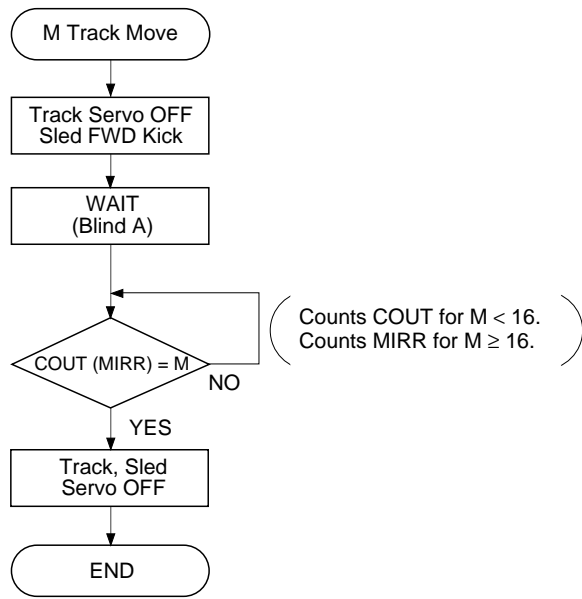 M Track Move
Track Servo OFF
Sled FWD Kick
WAIT
(Blind A)
Counts COUT for M < 16.
Counts MIRR for M ≥ 16.
COUT (MIRR) = M
NO
YES
Track, Sled
Servo OFF
END